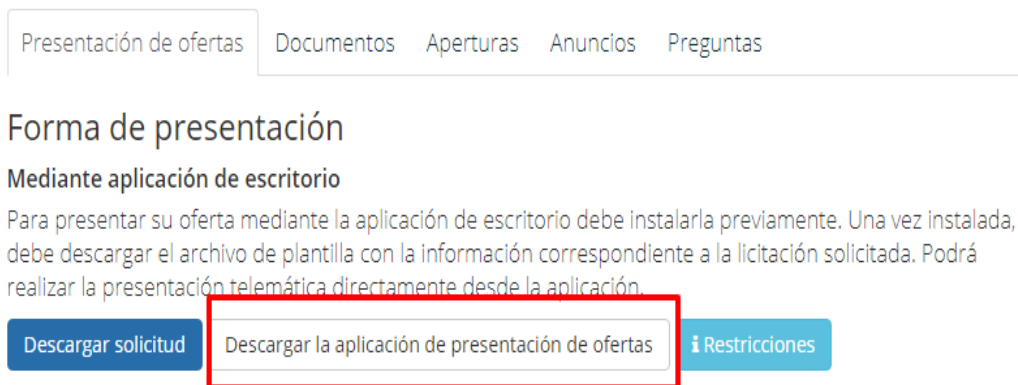 Presentación de ofertas Documentos Aperturas Anuncios Preguntas
Forma de presentación
Mediante aplicación de escritorio
Para presentar su oferta mediante la aplicación de escritorio debe instalarla previamente. Una vez instalada,
debe descargar el archivo de plantilla con la información correspondiente a la licitación solicitada. Podrá
realizar la presentación telemática directamente desde la aplicación.
Descargar solicitud Descargar la aplicación de presentación de ofertas i Restricciones